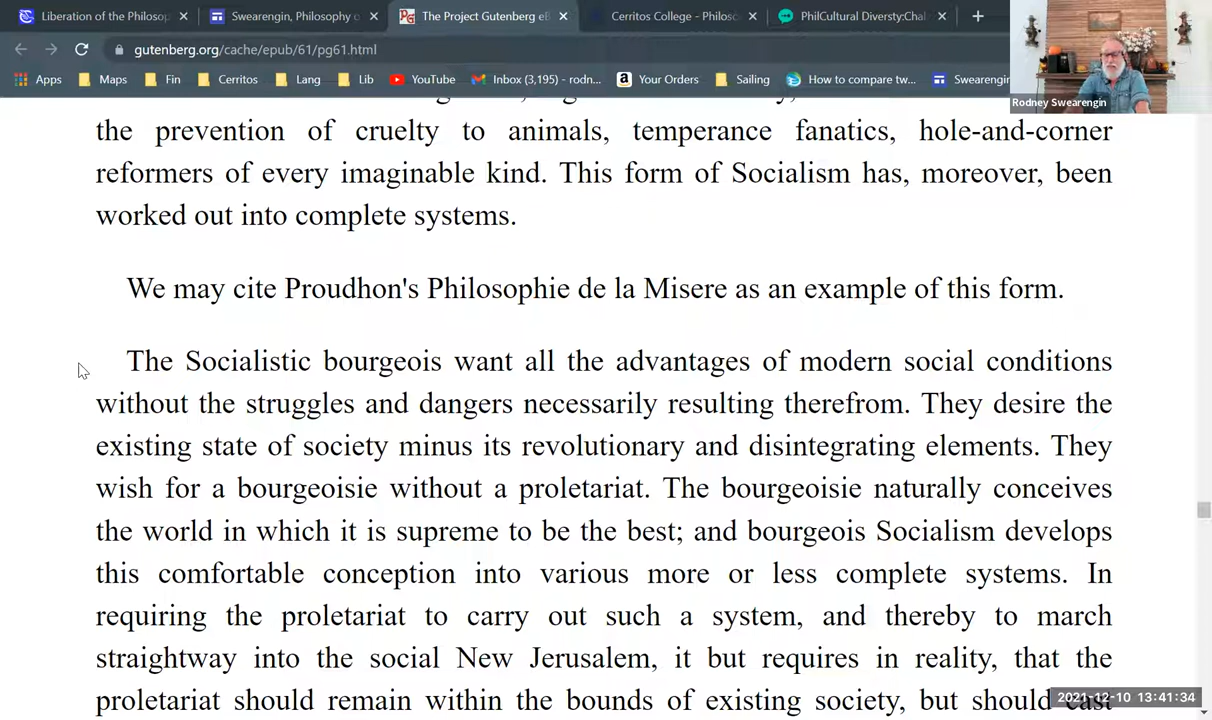 Liberation of the Philosop
Swearengin, Philosophy o
The Project Gutenberg eB
Cerritos College - Philoso
PhilCultural Diversty:Chal
gutenberg.org/cache/epub/61/pg61.html
Apps
Maps
Fin
Cerritos
Lang
Lib
YouTube
Inbox (3,195) - rodn...
Your Orders
Sailing
How to compare tw...
Swearengin
Rodney Swearengin
the prevention of cruelty to animals, temperance fanatics, hole-and-corner
reformers of every imaginable kind. This form of Socialism has, moreover, been
worked out into complete systems.
We may cite Proudhon's Philosophie de la Misere as an example of this form.
The Socialistic bourgeois want all the advantages of modern social conditions
without the struggles and dangers necessarily resulting therefrom. They desire the
existing state of society minus its revolutionary and disintegrating elements. They
wish for a bourgeoisie without a proletariat. The bourgeoisie naturally conceives
the world in which it is supreme to be the best; and bourgeois Socialism develops
this comfortable conception into various more or less complete systems. In
requiring the proletariat to carry out such a system, and thereby to march
straightway into the social New Jerusalem, it but requires in reality, that the
proletariat should remain within the bounds of existing society, but should cast
2021-12-10 13:41:34